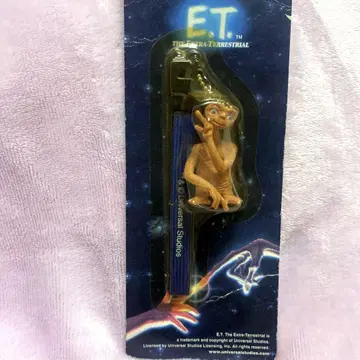 E.T.™
THE EXTRA-TERRESTRIAL
& © Universal Studios
E.T. The Extra-Terrestrial is
a trademark and copyright of Universal Studios.
Licensed by Universal Studios Licensing, Inc. All rights reserved.
www.universalstudios.com